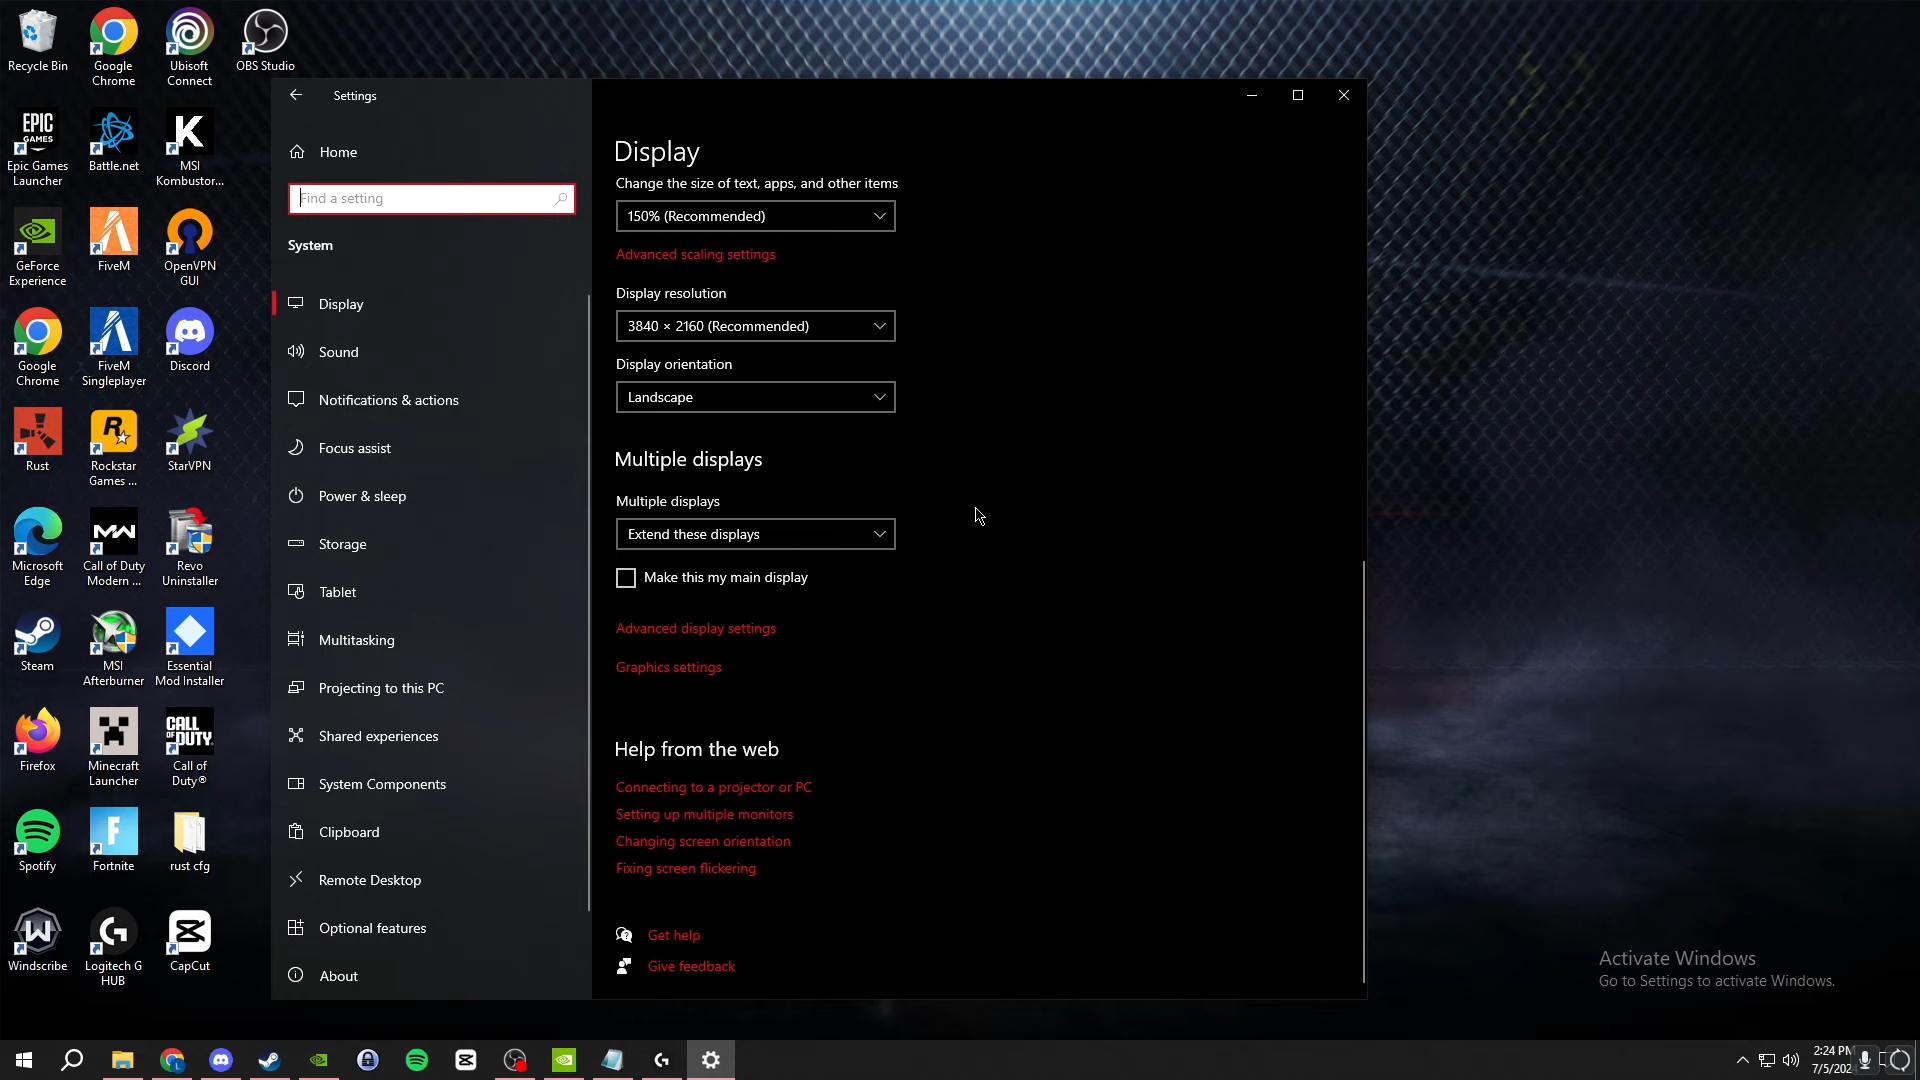 Recycle Bin
Google
Chrome
Ubisoft
Connect
OBS Studio
EPIC
GAMES
Epic Games
Launcher
Battle.net
K
MSI
Kombustor...
GeForce
Experience
FiveM
OpenVPN
GUI
Google
Chrome
FiveM
Singleplayer
Discord
Rust
R
Rockstar
Games ...
StarVPN
Microsoft
Edge
MW
Call of Duty
Modern ...
Revo
Uninstaller
Steam
MSI
Afterburner
Essential
Mod Installer
Firefox
Minecraft
Launcher
CALL
OF DUTY
Call of
Duty®
Spotify
F
Fortnite
rust cfg
W
Windscribe
G
Logitech G
HUB
CapCut
Settings
Home
Find a setting
System
Display
Sound
Notifications & actions
Focus assist
Power & sleep
Storage
Tablet
Multitasking
Projecting to this PC
Shared experiences
System Components
Clipboard
Remote Desktop
Optional features
About
Display
Change the size of text, apps, and other items
150% (Recommended)
Advanced scaling settings
Display resolution
3840 × 2160 (Recommended)
Display orientation
Landscape
Multiple displays
Multiple displays
Extend these displays
Make this my main display
Advanced display settings
Graphics settings
Help from the web
Connecting to a projector or PC
Setting up multiple monitors
Changing screen orientation
Fixing screen flickering
Get help
Give feedback
Activate Windows
Go to Settings to activate Windows.
2:24 PM